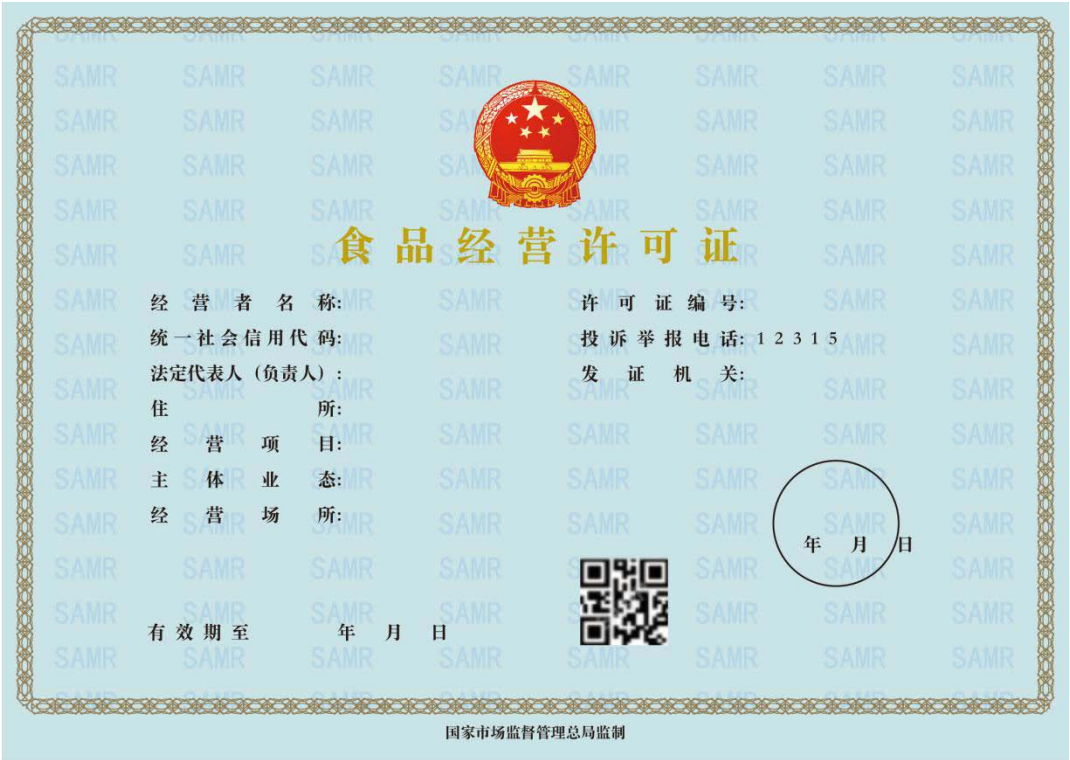 食品经营许可证
经营者名称:
许可证编号:
统一社会信用代码:
投诉举报电话: 12315
法定代表人（负责人）:
发证机关:
住所:
经营项目:
主体业态:
经营场所:
年 月 日
有效期至 年 月 日
国家市场监督管理总局监制
SAMR